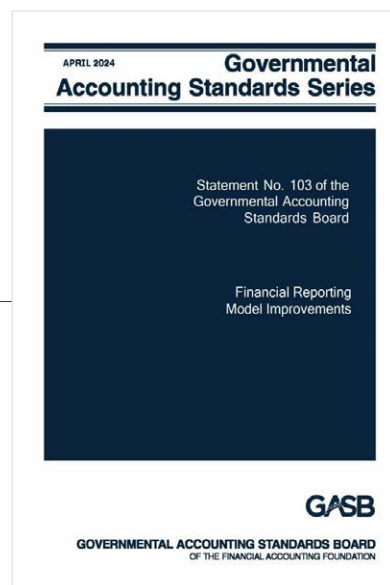 APRIL 2024
Governmental
Accounting Standards Series
Statement No. 103 of the
Governmental Accounting
Standards Board
Financial Reporting
Model Improvements
GASB
GOVERNMENTAL ACCOUNTING STANDARDS BOARD
OF THE FINANCIAL ACCOUNTING FOUNDATION